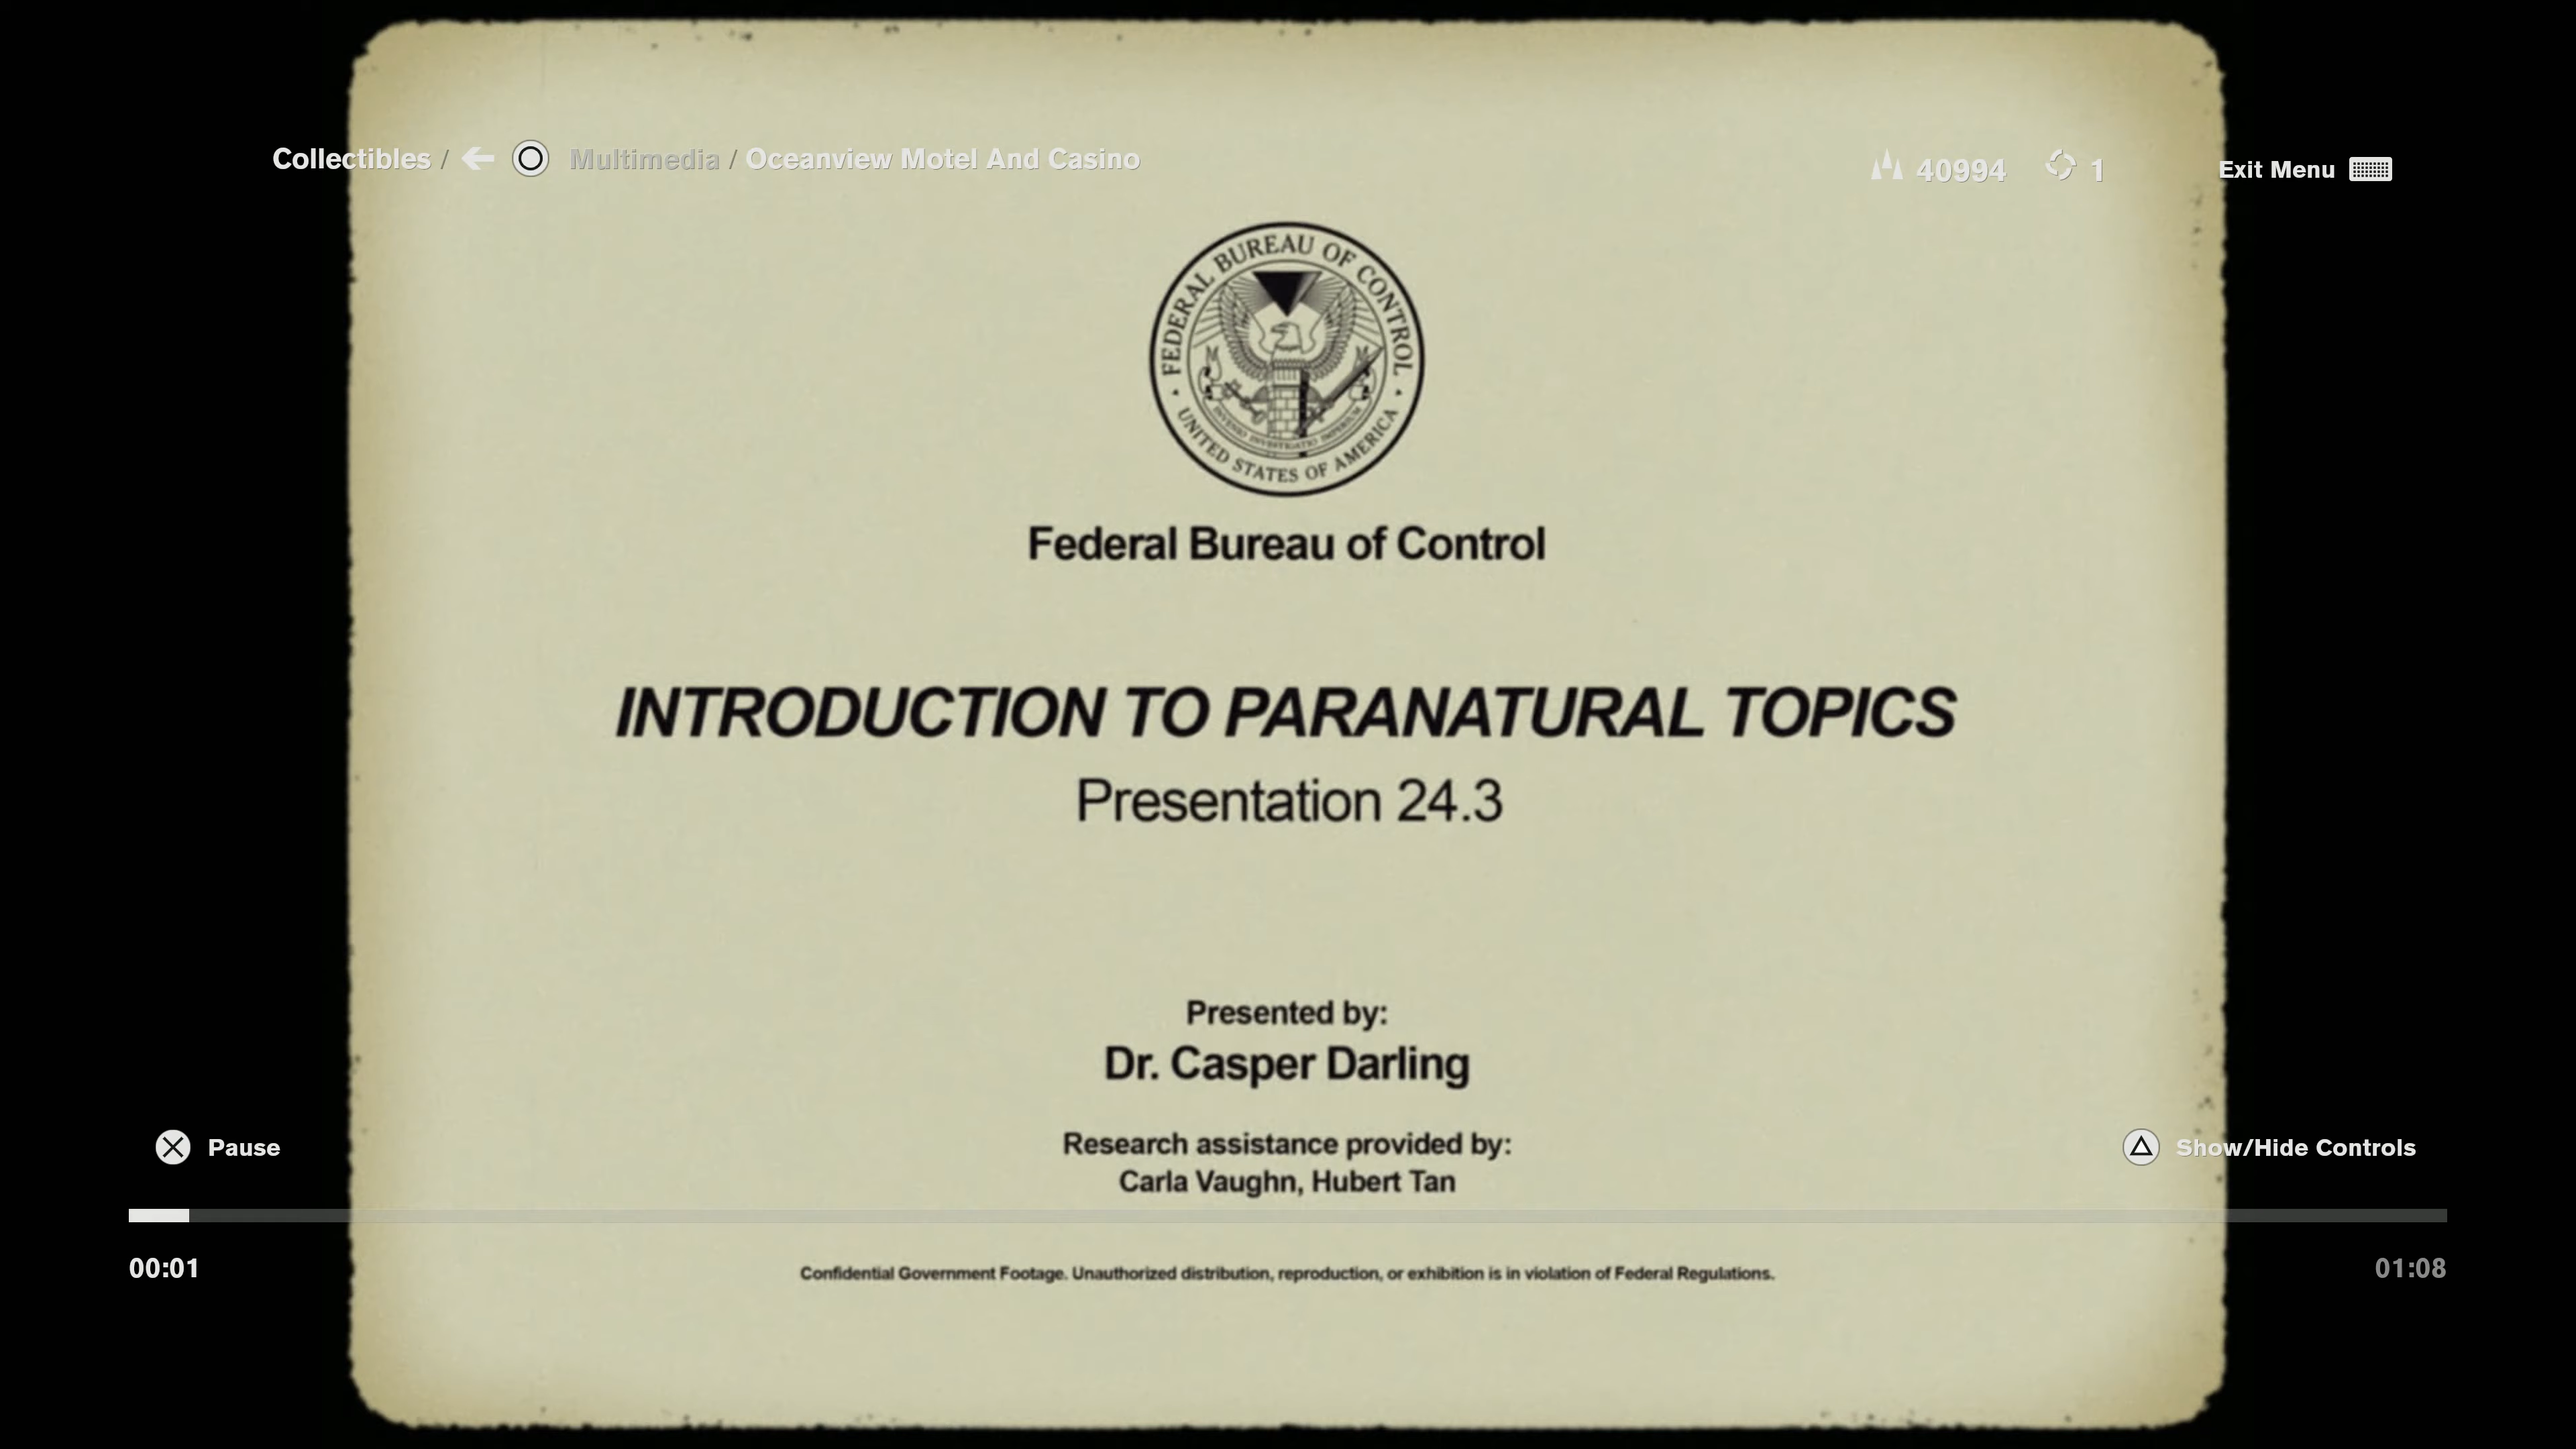 Collectibles / Multimedia / Oceanview Motel And Casino
40994 1 Exit Menu
FEDERAL BUREAU OF CONTROL
INVENIO INVESTIGATIO IMPERIUM
UNITED STATES OF AMERICA
Federal Bureau of Control
INTRODUCTION TO PARANATURAL TOPICS
Presentation 24.3
Presented by:
Dr. Casper Darling
Research assistance provided by:
Carla Vaughn, Hubert Tan
Pause
Show/Hide Controls
00:01
01:08
Confidential Government Footage. Unauthorized distribution, reproduction, or exhibition is in violation of Federal Regulations.